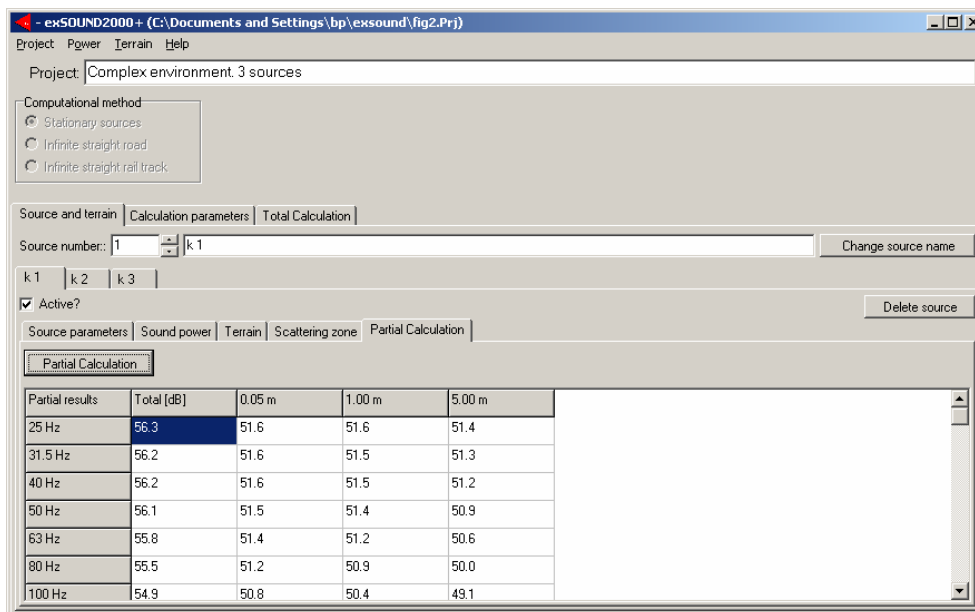 - exSOUND2000+ (C:\Documents and Settings\bp\exsound\fig2.Prj)
Project Power Terrain Help
Project: Complex environment. 3 sources
Computational method
Stationary sources
Infinite straight road
Infinite straight rail track
Source and terrain Calculation parameters Total Calculation
Source number:: 1 k 1 Change source name
k 1 k 2 k 3
Active? Delete source
Source parameters Sound power Terrain Scattering zone Partial Calculation
Partial Calculation
Partial results Total [dB] 0.05 m 1.00 m 5.00 m
25 Hz 56.3 51.6 51.6 51.4
31.5 Hz 56.2 51.6 51.5 51.3
40 Hz 56.2 51.6 51.5 51.2
50 Hz 56.1 51.5 51.4 50.9
63 Hz 55.8 51.4 51.2 50.6
80 Hz 55.5 51.2 50.9 50.0
100 Hz 54.9 50.8 50.4 49.1